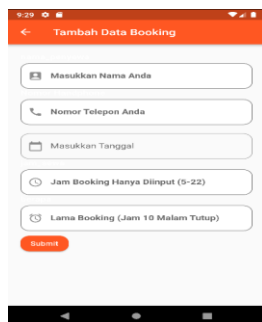 9:29
Tambah Data Booking
Masukkan Nama Anda
Nomor Telepon Anda
Masukkan Tanggal
Jam Booking Hanya Diinput (5-22)
Lama Booking (Jam 10 Malam Tutup)
Submit